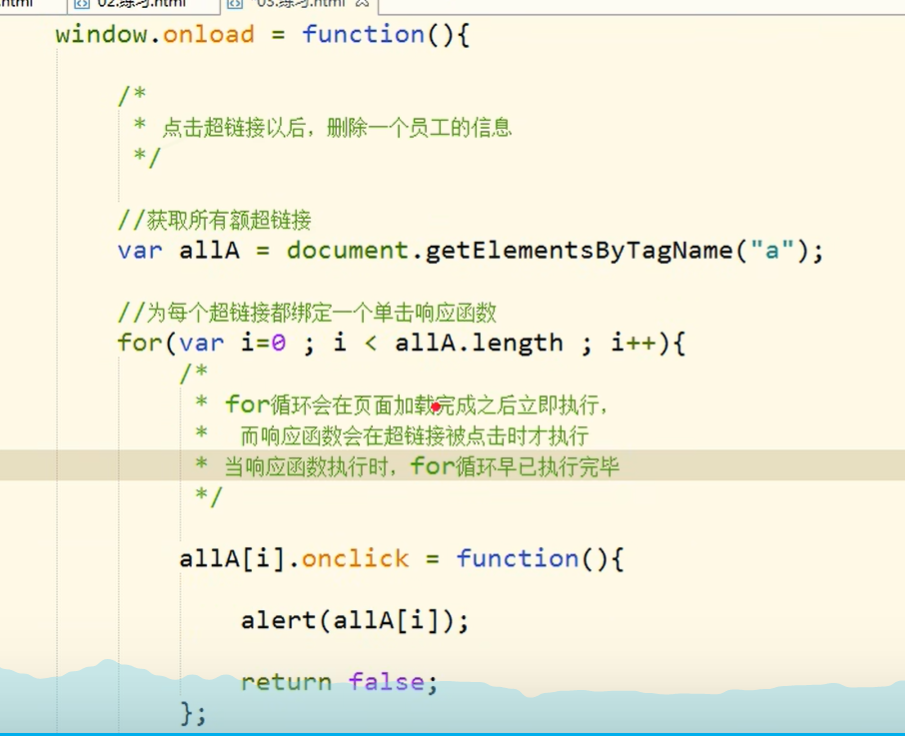 .html
02.练习.html
*03.练习.html
window.onload = function(){
/*
* 点击超链接以后，删除一个员工的信息
*/
//获取所有额超链接
var allA = document.getElementsByTagName("a");
//为每个超链接都绑定一个单击响应函数
for(var i=0 ; i < allA.length ; i++){
/*
* for循环会在页面加载完成之后立即执行，
* 而响应函数会在超链接被点击时才执行
* 当响应函数执行时，for循环早已执行完毕
*/
allA[i].onclick = function(){
alert(allA[i]);
return false;
};